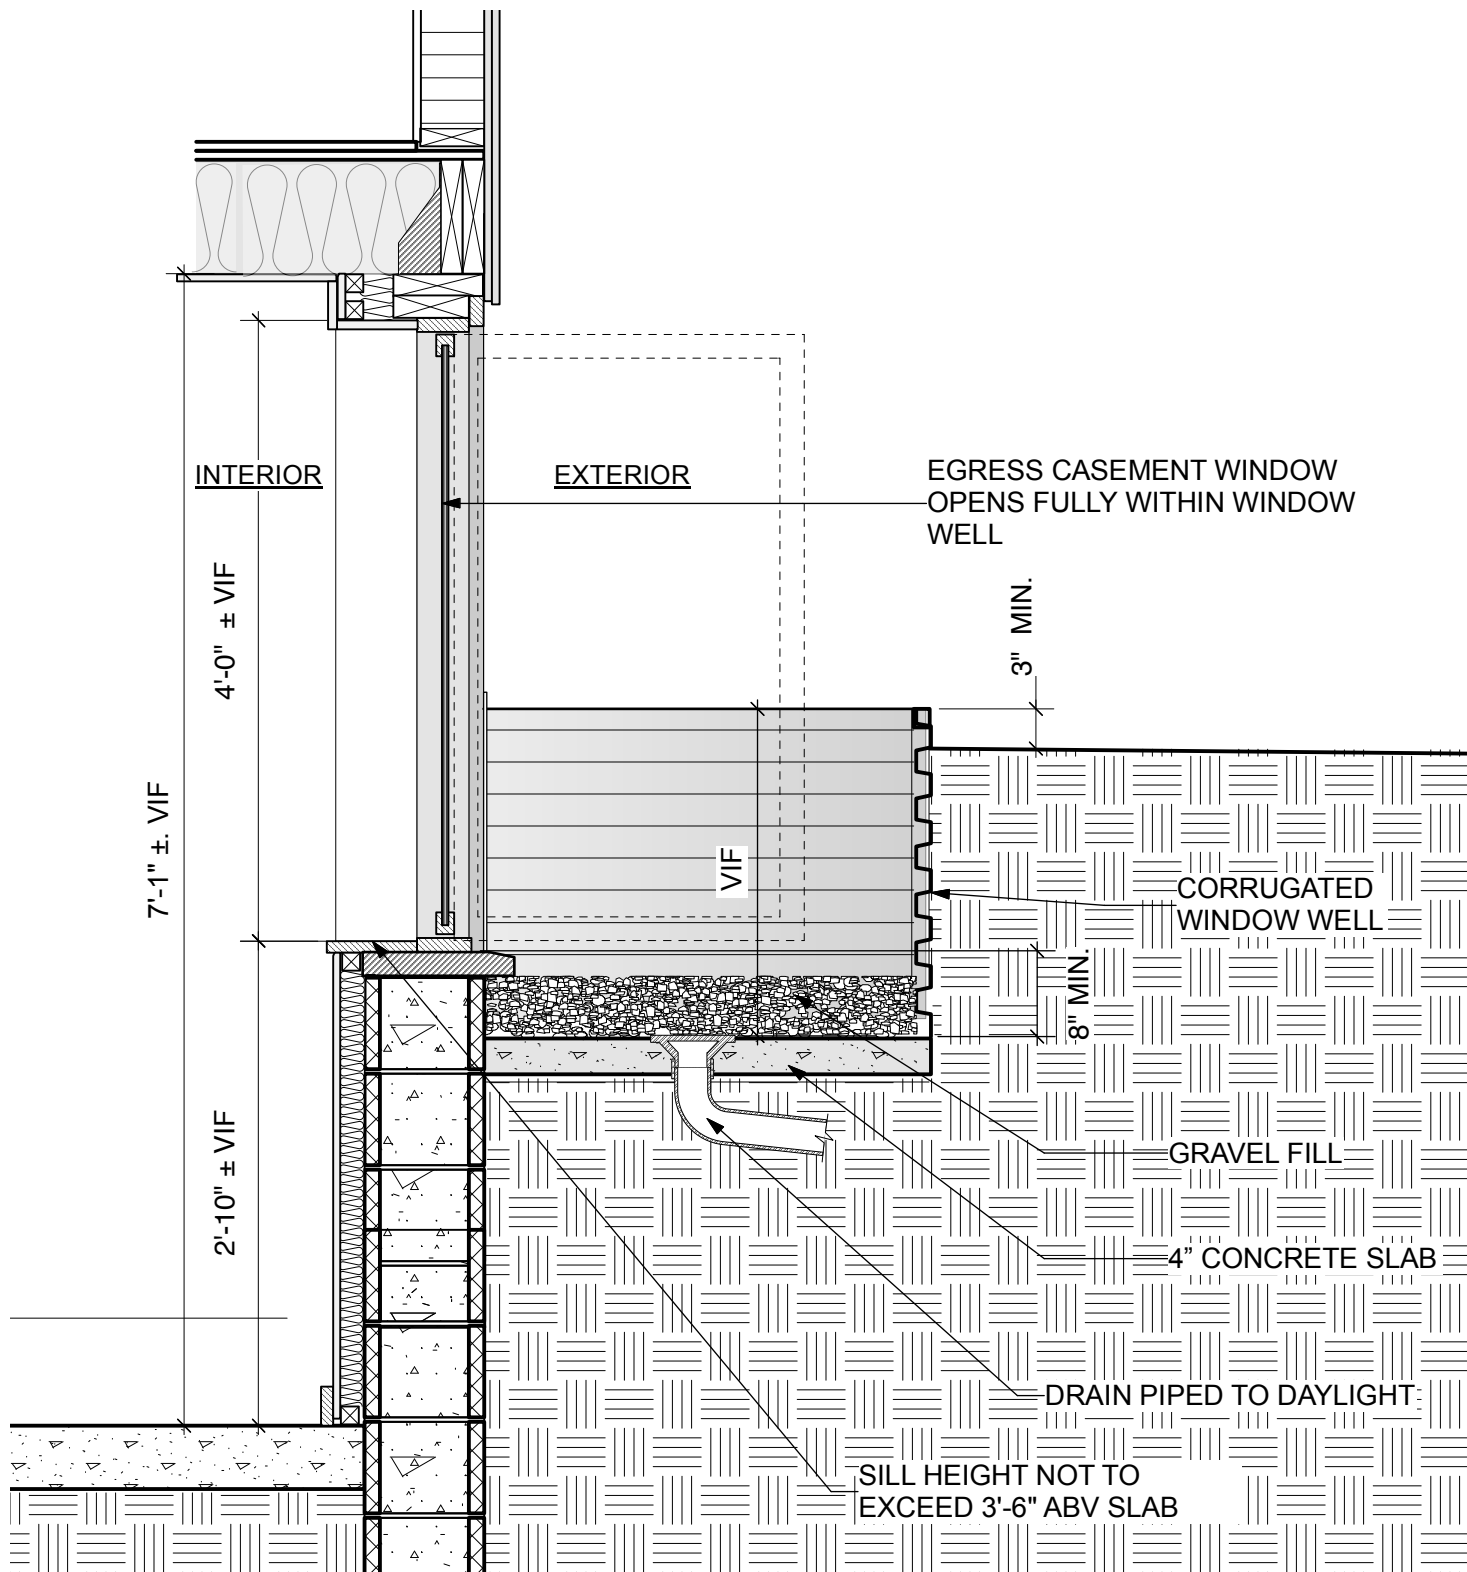 INTERIOR
EXTERIOR
EGRESS CASEMENT WINDOW
OPENS FULLY WITHIN WINDOW
WELL
4'-0" ± VIF
3" MIN.
7'-1" ±. VIF
VIF
CORRUGATED
WINDOW WELL
8" MIN.
2'-10" ± VIF
GRAVEL FILL
4” CONCRETE SLAB
DRAIN PIPED TO DAYLIGHT
SILL HEIGHT NOT TO
EXCEED 3'-6" ABV SLAB